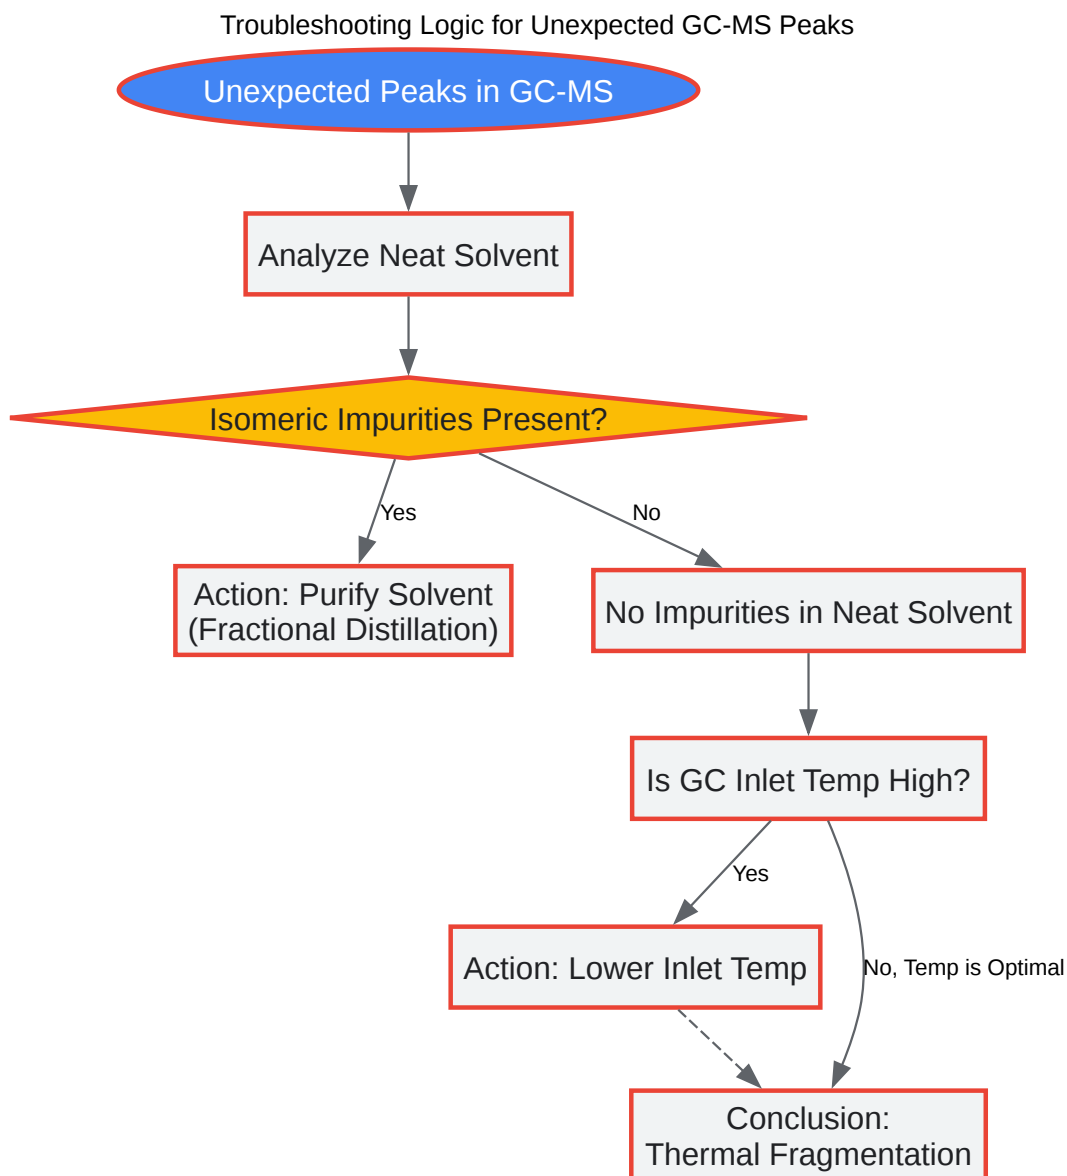 Troubleshooting Logic for Unexpected GC-MS Peaks
Unexpected Peaks in GC-MS
Analyze Neat Solvent
Isomeric Impurities Present?
Yes
No
Action: Purify Solvent
(Fractional Distillation)
No Impurities in Neat Solvent
Is GC Inlet Temp High?
Yes
Action: Lower Inlet Temp
No, Temp is Optimal
Conclusion:
Thermal Fragmentation